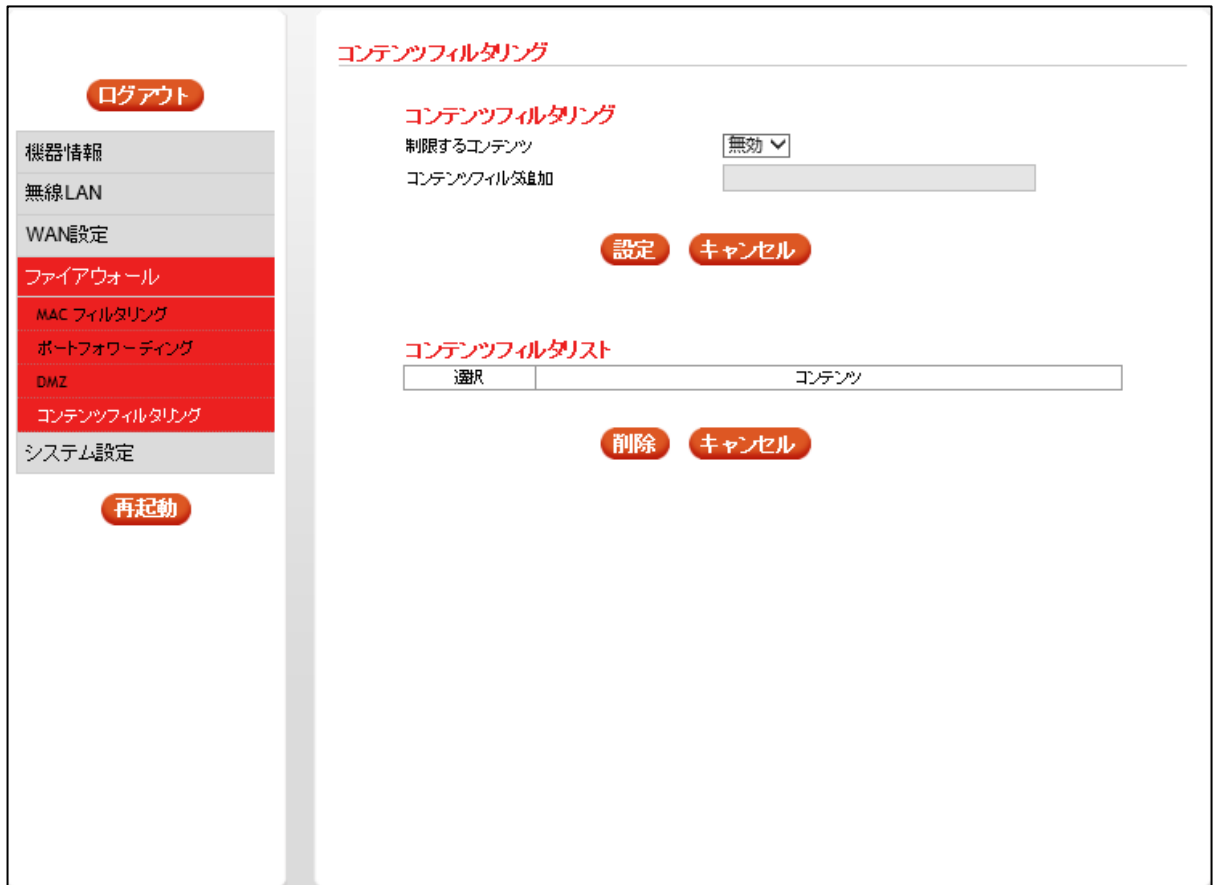 ログアウト
機器情報
無線LAN
WAN設定
ファイアウォール
MAC フィルタリング
ポートフォワーディング
DMZ
コンテンツフィルタリング
システム設定
再起動
コンテンツフィルタリング
コンテンツフィルタリング
制限するコンテンツ 無効
コンテンツフィルタ追加
設定 キャンセル
コンテンツフィルタリスト
選択 コンテンツ
削除 キャンセル